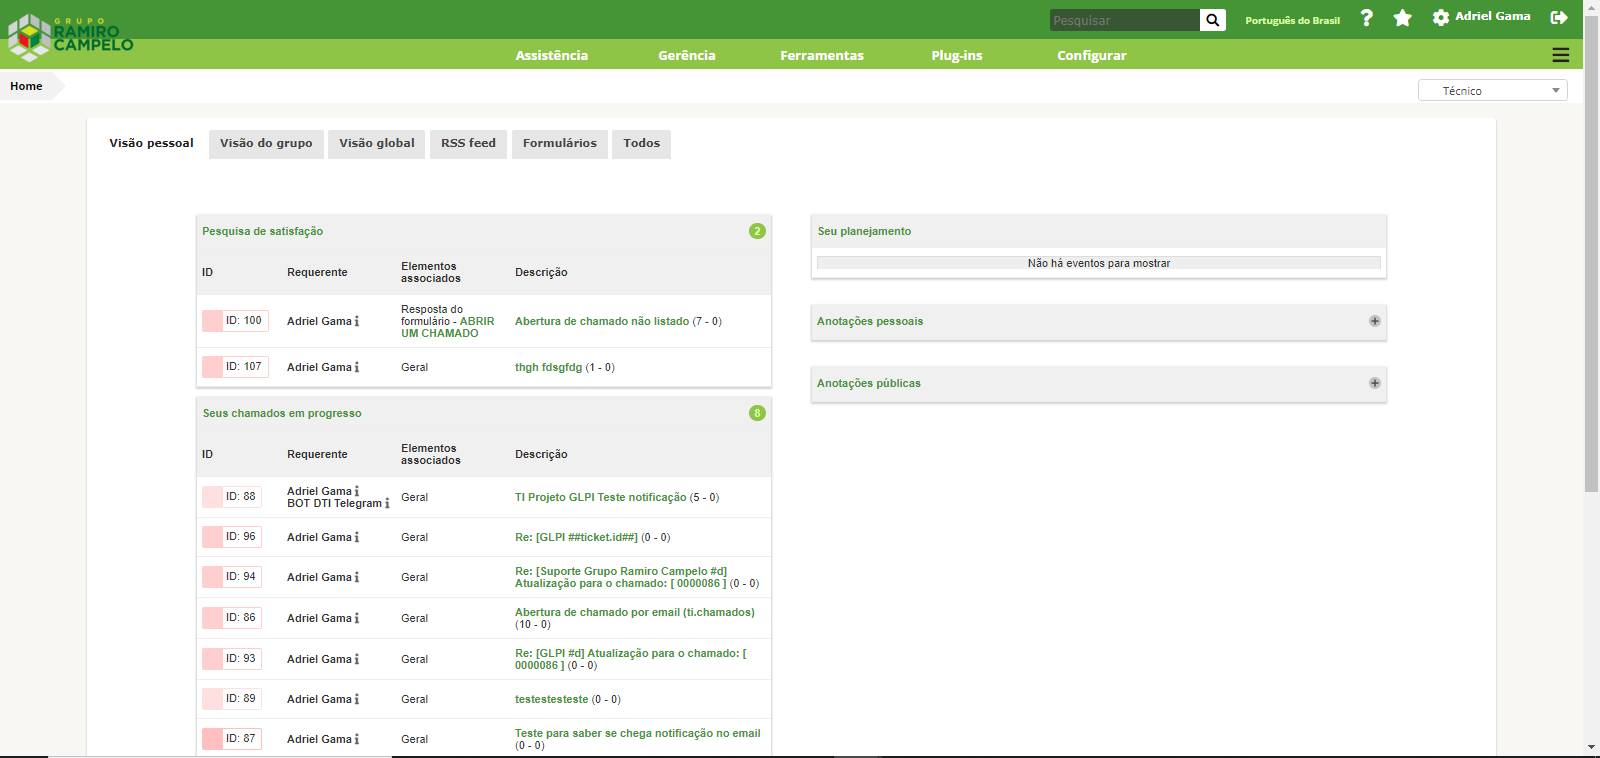 GRUPO
RAMIRO
CAMPELO
Pesquisar
Português do Brasil
?
Adriel Gama
Assistência
Gerência
Ferramentas
Plug-ins
Configurar
Home
Técnico
Visão pessoal
Visão do grupo
Visão global
RSS feed
Formulários
Todos
Pesquisa de satisfação
2
ID
Requerente
Elementos
associados
Descrição
ID: 100
Adriel Gama
Resposta do
formulário - ABRIR
UM CHAMADO
Abertura de chamado não listado (7 - 0)
ID: 107
Adriel Gama
Geral
thgh fdsgfdg (1 - 0)
Seus chamados em progresso
8
ID
Requerente
Elementos
associados
Descrição
ID: 88
Adriel Gama
BOT DTI Telegram
Geral
TI Projeto GLPI Teste notificação (5 - 0)
ID: 96
Adriel Gama
Geral
Re: [GLPI ##ticket.id##] (0 - 0)
ID: 94
Adriel Gama
Geral
Re: [Suporte Grupo Ramiro Campelo #d]
Atualização para o chamado: [ 0000086 ] (0 - 0)
ID: 86
Adriel Gama
Geral
Abertura de chamado por email (ti.chamados)
(10 - 0)
ID: 93
Adriel Gama
Geral
Re: [GLPI #d] Atualização para o chamado: [
0000086 ] (0 - 0)
ID: 89
Adriel Gama
Geral
testestesteste (0 - 0)
ID: 87
Adriel Gama
Geral
Teste para saber se chega notificação no email
(0 - 0)
Seu planejamento
Não há eventos para mostrar
Anotações pessoais
Anotações públicas